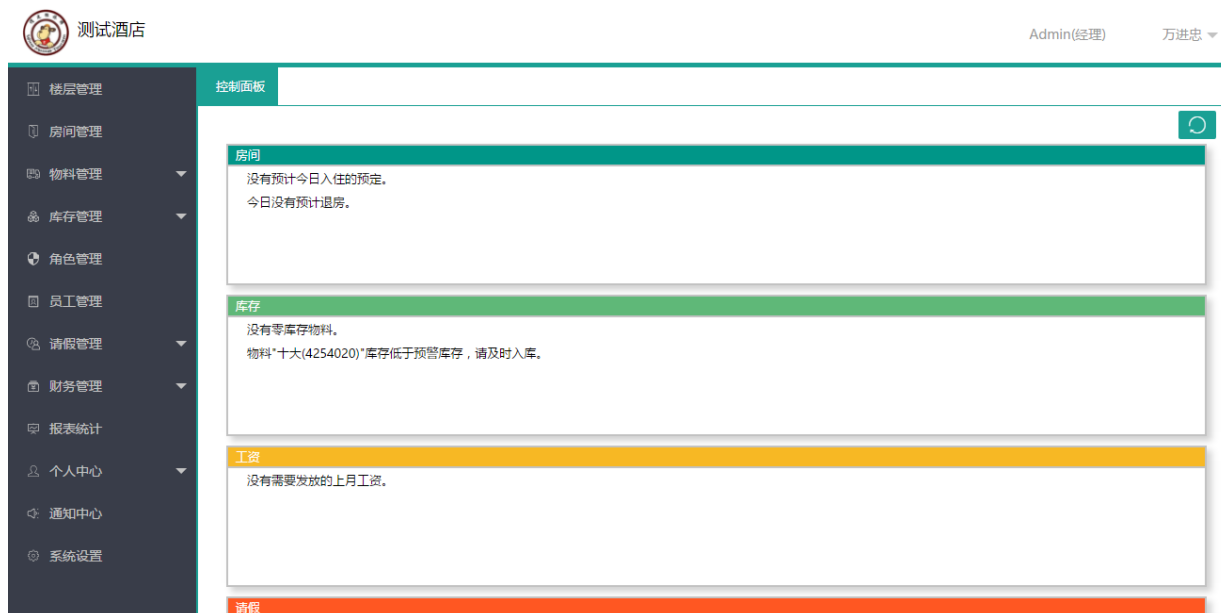 测试酒店
Admin(经理)
万进忠
楼层管理
房间管理
物料管理
库存管理
角色管理
员工管理
请假管理
财务管理
报表统计
个人中心
通知中心
系统设置
控制面板
房间
没有预计今日入住的预定。
今日没有预计退房。
库存
没有零库存物料。
物料"十大(4254020)"库存低于预警库存，请及时入库。
工资
没有需要发放的上月工资。
请假